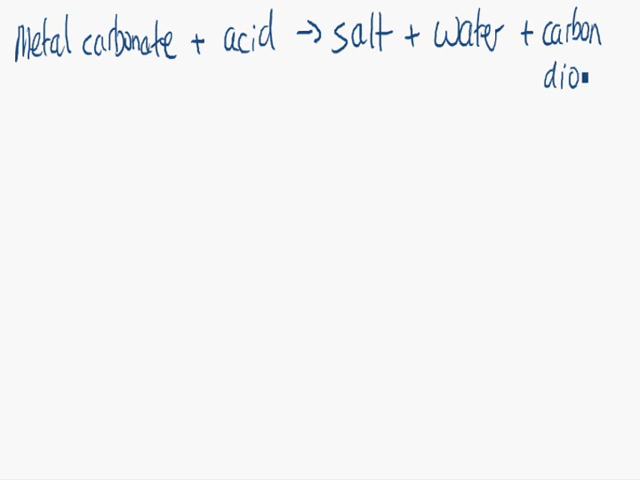 Metal carbonate + acid → salt + water + carbon
dio